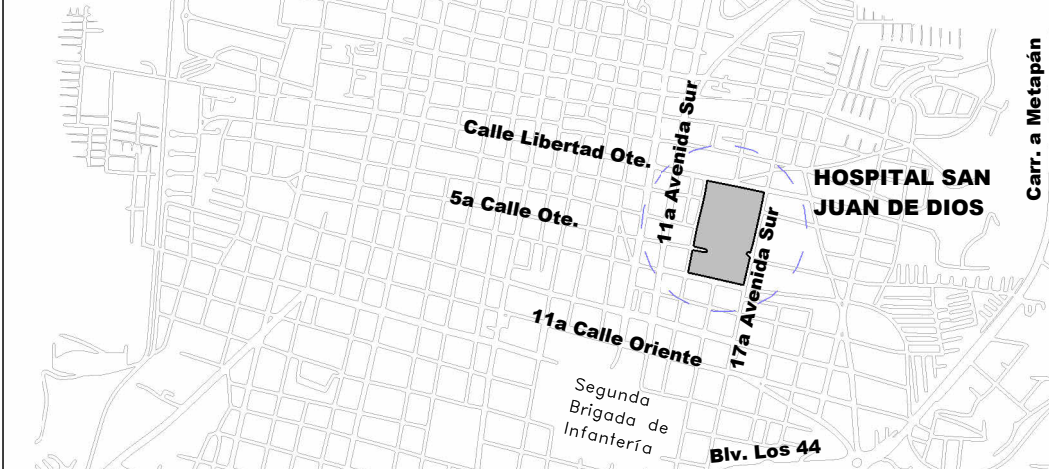 Carr. a Metapán
11a Avenida Sur
Calle Libertad Ote.
HOSPITAL SAN
JUAN DE DIOS
5a Calle Ote.
17a Avenida Sur
11a Calle Oriente
Segunda
Brigada de
Infantería
Blv. Los 44